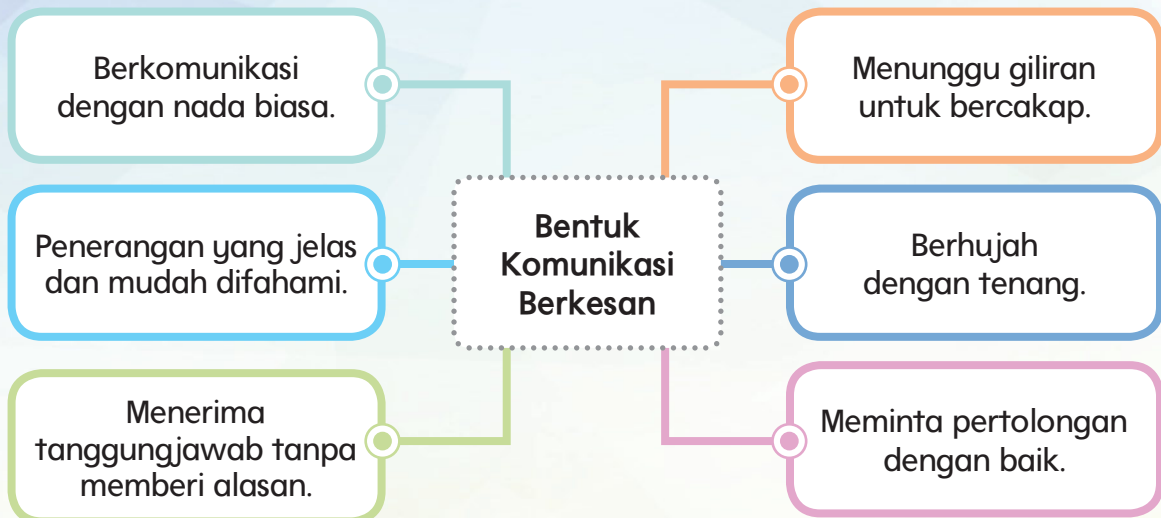 Berkomunikasi
dengan nada biasa.
Penerangan yang jelas
dan mudah difahami.
Menerima
tanggungjawab tanpa
memberi alasan.
Bentuk
Komunikasi
Berkesan
Menunggu giliran
untuk bercakap.
Berhujah
dengan tenang.
Meminta pertolongan
dengan baik.